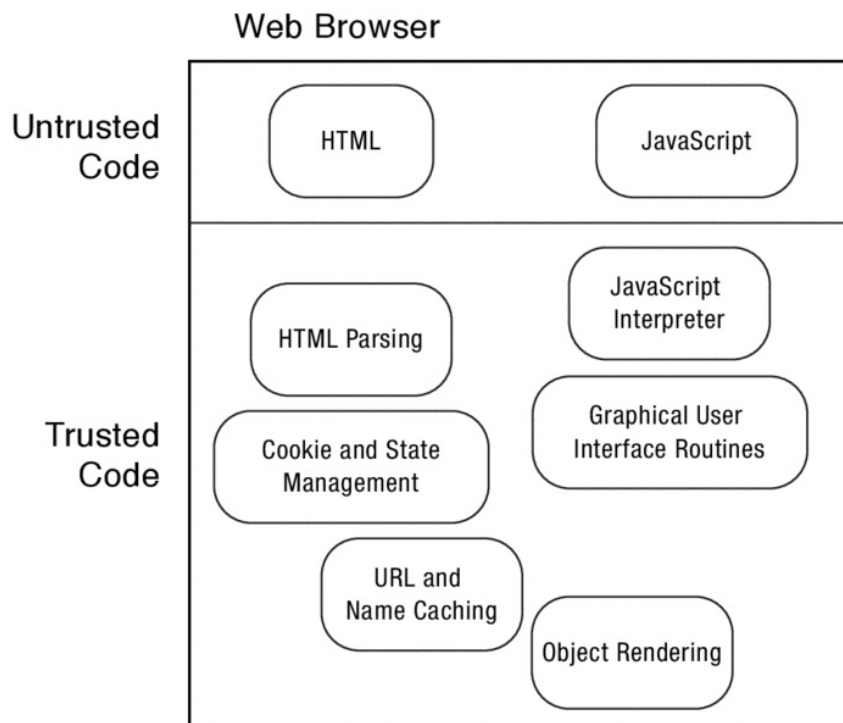 Web Browser
Untrusted
Code
HTML
JavaScript
Trusted
Code
JavaScript
Interpreter
HTML Parsing
Graphical User
Interface Routines
Cookie and State
Management
URL and
Name Caching
Object Rendering